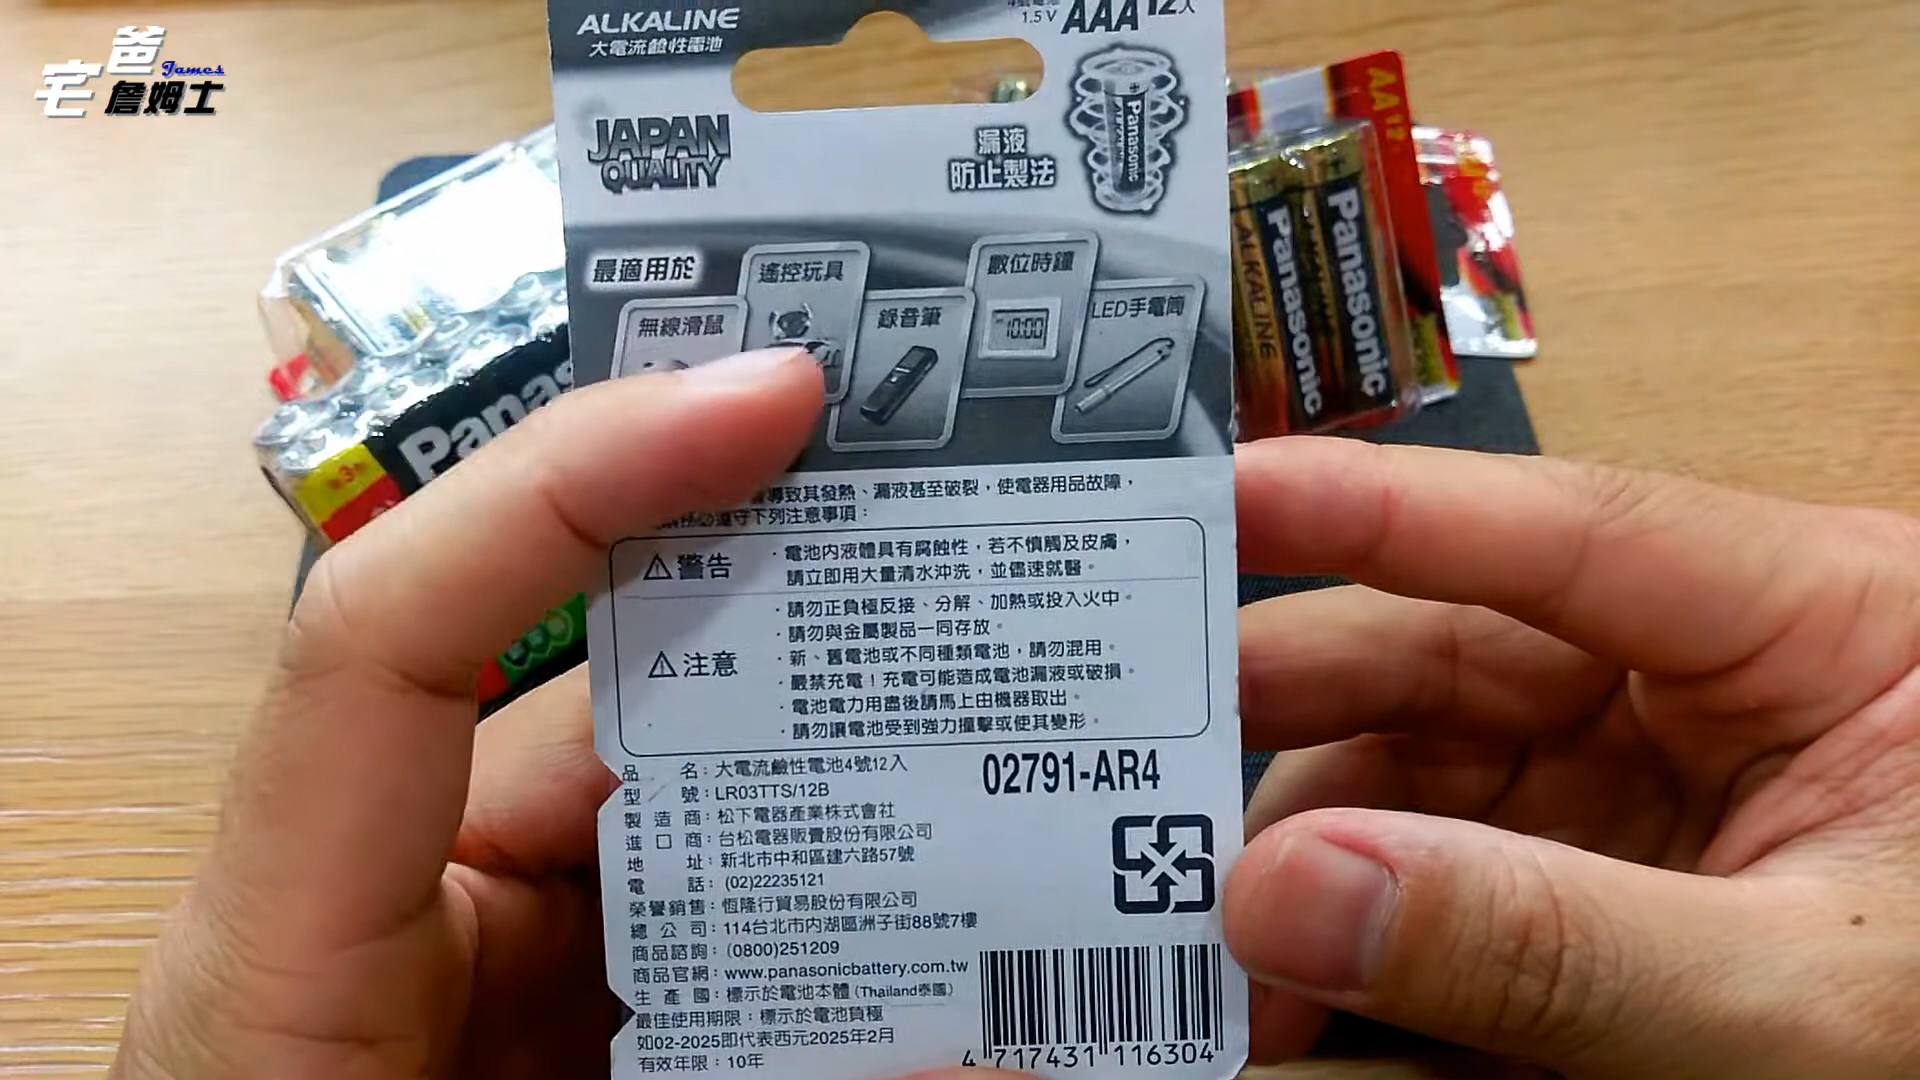 宅爸
James
詹姆士
ALKALINE
大電流鹼性電池
1.5 V AAA 12入
JAPAN
QUALITY
漏液
防止製法
Panasonic
最適用於
無線滑鼠
遙控玩具
錄音筆
數位時鐘
10:00
LED手電筒
導致其發熱、漏液甚至破裂，使電器用品故障，
務必遵守下列注意事項：
警告
・電池內液體具有腐蝕性，若不慎觸及皮膚，
請立即用大量清水沖洗，並儘速就醫。
注意
・請勿正負極反接、分解、加熱或投入火中。
・請勿與金屬製品一同存放。
・新、舊電池或不同種類電池，請勿混用。
・嚴禁充電！充電可能造成電池漏液或破損。
・電池電力用盡後請馬上由機器取出。
・請勿讓電池受到強力撞擊或使其變形。
品名：大電流鹼性電池4號12入
型號：LR03TTS/12B
02791-AR4
製造商：松下電器產業株式會社
進口商：台松電器販賣股份有限公司
地址：新北市中和區建六路57號
電話：(02)22235121
榮譽銷售：恆隆行貿易股份有限公司
總公司：114台北市內湖區洲子街88號7樓
商品諮詢：(0800)251209
商品官網：www.panasonicbattery.com.tw
生產國：標示於電池本體 (Thailand泰國)
最佳使用期限：標示於電池負極
如02-2025即代表西元2025年2月
有效年限：10年
4 717431 116304
Panas
AA 12
ALKALINE
Panasonic
Panasonic